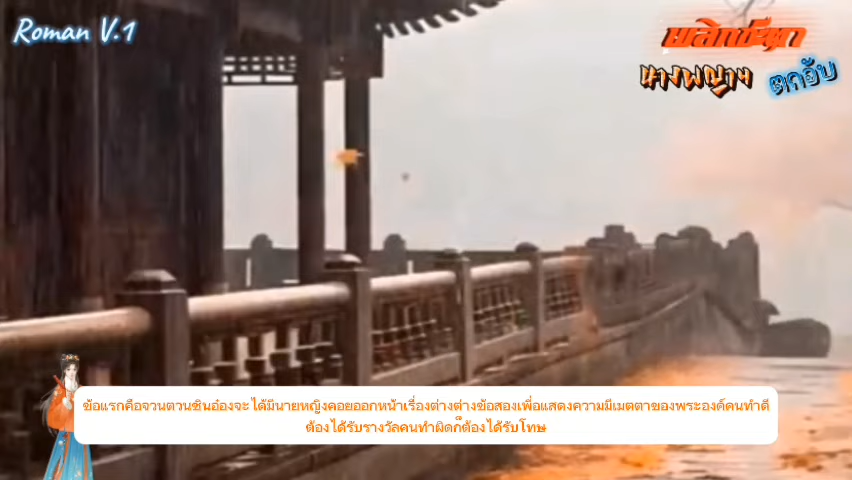 Roman V.1
พลิกชะตา
นางพญาฯ
ตกอับ
ข้อแรกคือจวนตวนชินอ๋องจะ ได้มีนายหญิงคอยออกหน้าเรื่องต่างต่างข้อสองเพื่อแสดงความมีเมตตาของพระองค์คนทำดี
ต้องได้รับรางวัลคนทำผิดก็ต้องได้รับโทษ